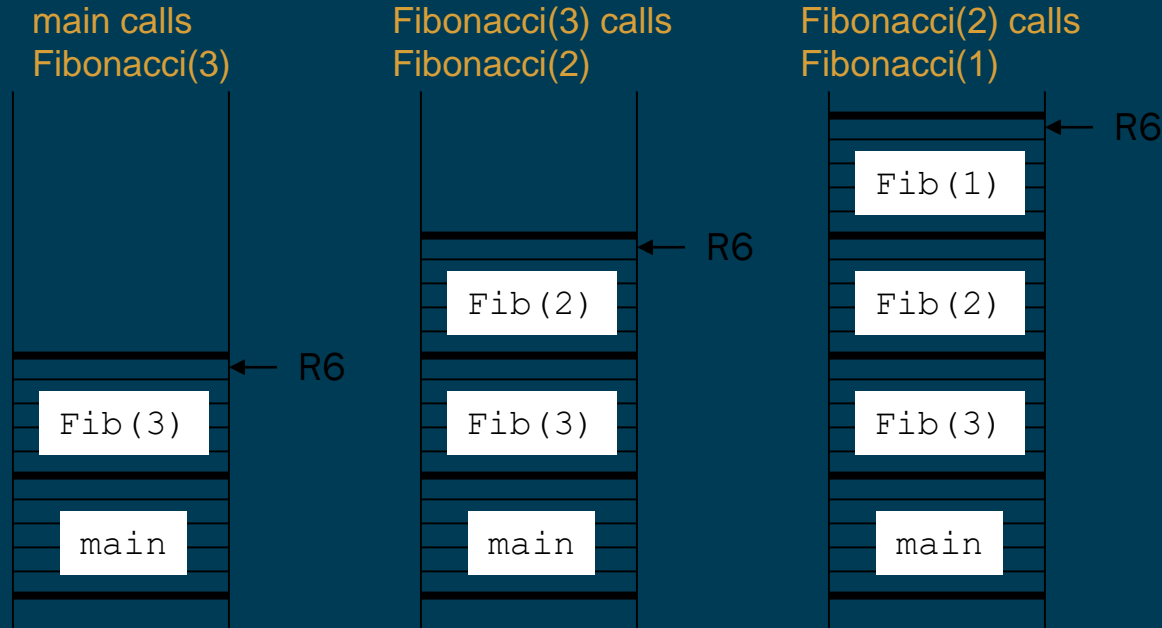 main calls
Fibonacci(3)
R6
Fib(3)
main
Fibonacci(3) calls
Fibonacci(2)
R6
Fib(2)
Fib(3)
main
Fibonacci(2) calls
Fibonacci(1)
R6
Fib(1)
Fib(2)
Fib(3)
main